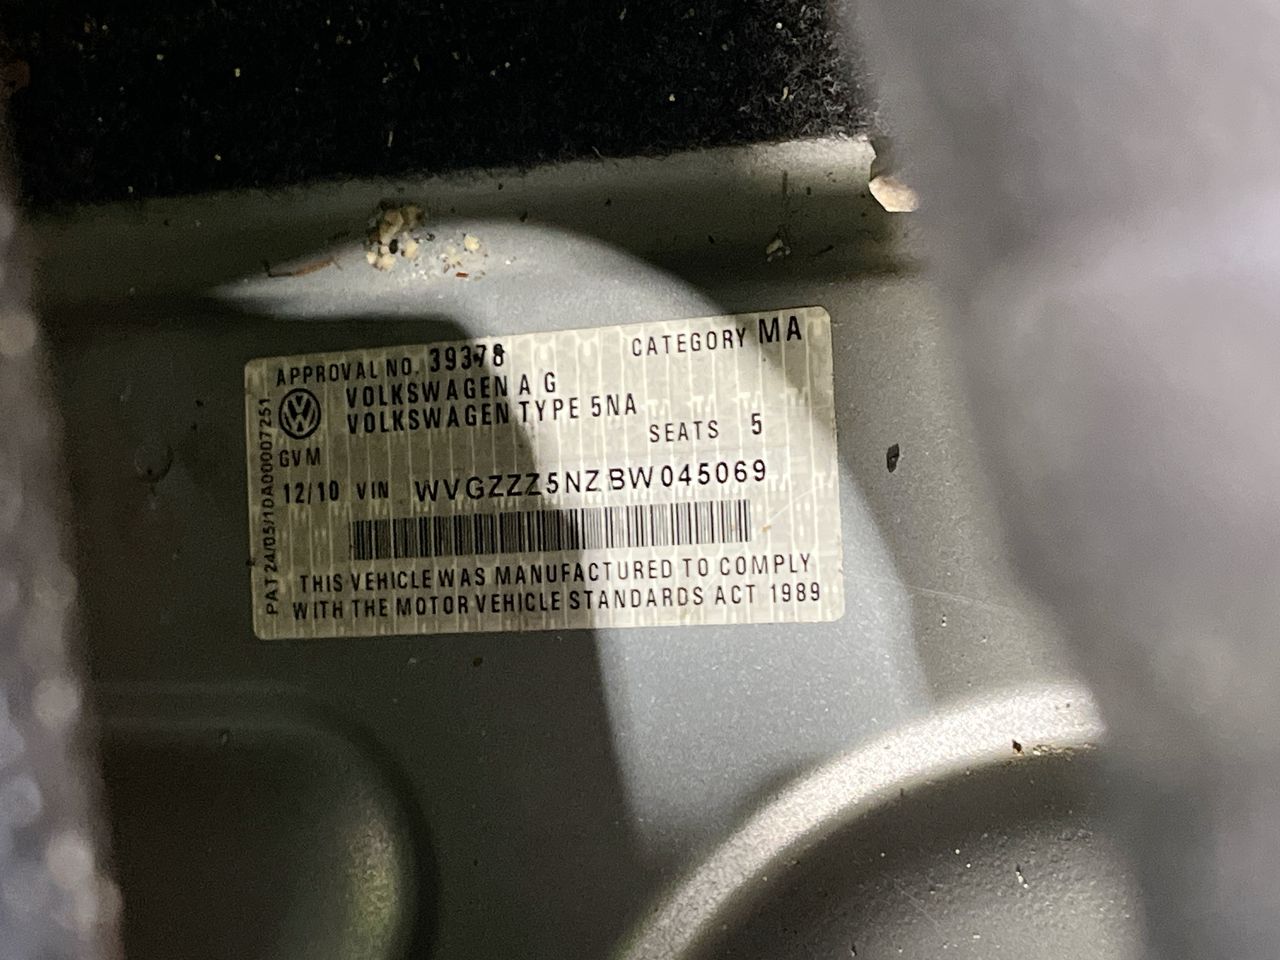 APPROVAL NO. 39378 CATEGORY MA
VOLKSWAGEN A G
VOLKSWAGEN TYPE 5NA
SEATS 5
GVM
12/10 VIN WVGZZZ5NZBW045069
THIS VEHICLE WAS MANUFACTURED TO COMPLY
WITH THE MOTOR VEHICLE STANDARDS ACT 1989
PAT 24/05/10A00007251